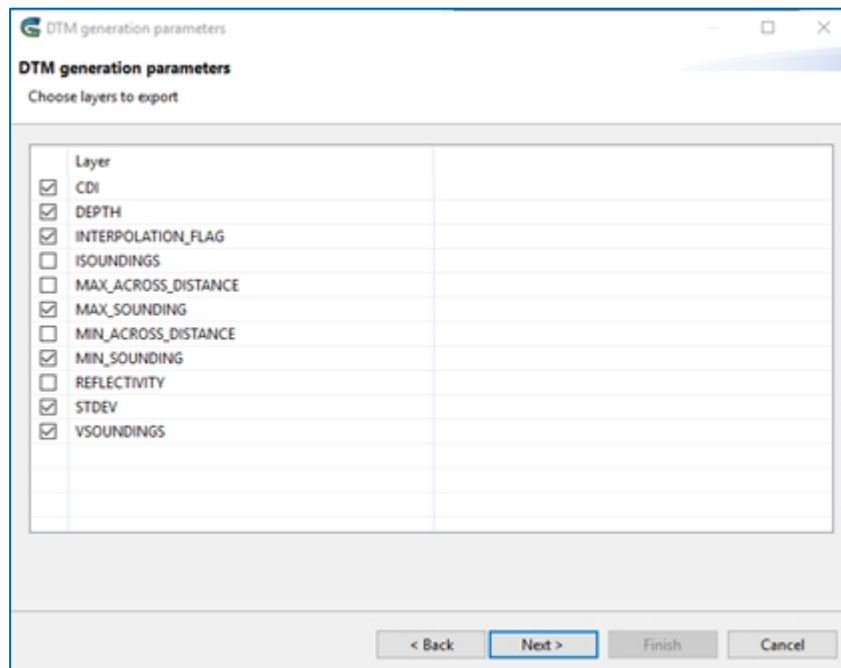 DTM generation parameters
DTM generation parameters
Choose layers to export
Layer
CDI
DEPTH
INTERPOLATION_FLAG
ISOUNDINGS
MAX_ACROSS_DISTANCE
MAX_SOUNDING
MIN_ACROSS_DISTANCE
MIN_SOUNDING
REFLECTIVITY
STDEV
VSOUNDINGS
< Back Next > Finish Cancel